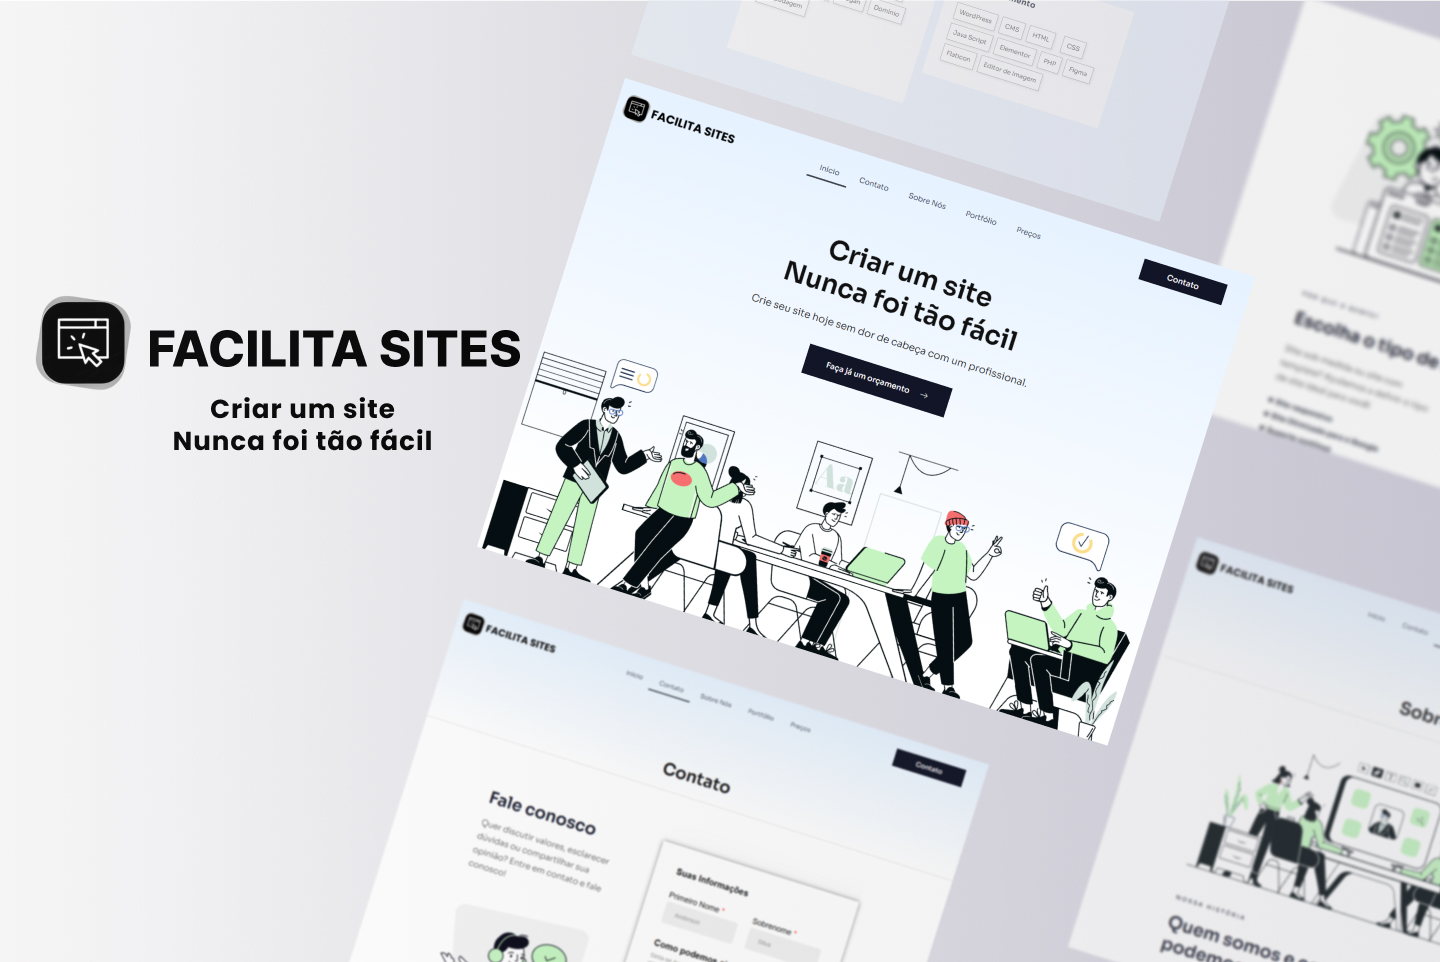 FACILITA SITES
Criar um site
Nunca foi tão fácil
Domínio
WordPress CMS HTML CSS
Java Script Elementor PHP Figma
Flaticon Editor de Imagem
FACILITA SITES
Início Contato Sobre Nós Portfólio Preços
Contato
Criar um site
Nunca foi tão fácil
Crie seu site hoje sem dor de cabeça com um profissional.
Faça já um orçamento →
Aa
Escolha o tipo de
FACILITA SITES
Início Contato Sobre Nós Portfólio Preços
Contato
Contato
Fale conosco
Quer discutir valores, esclarecer
dúvidas ou compartilhar sua
opinião? Entre em contato e fale
conosco!
Suas Informações
Primeiro Nome *
Sobrenome *
Como podemos
FACILITA SITES
Início Contato
Sobr
NOSSA HISTÓRIA
Quem somos e